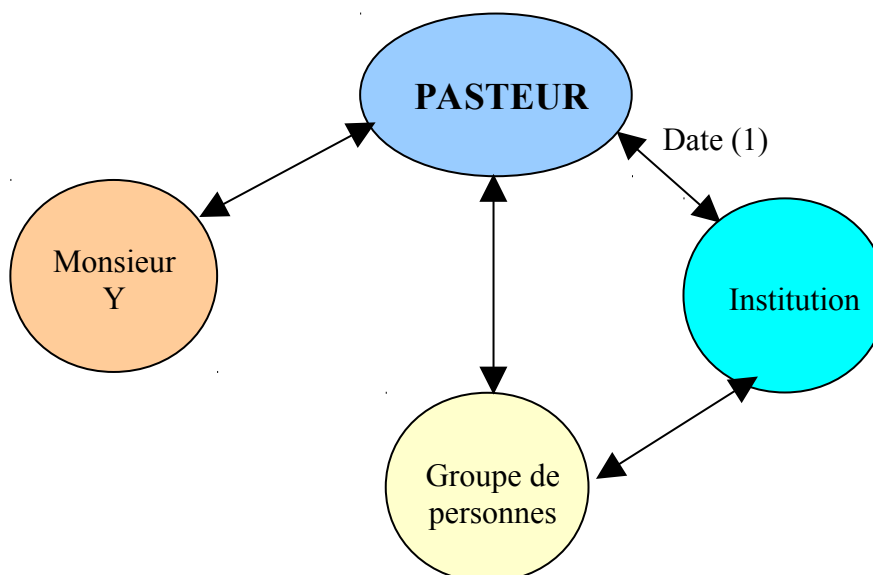 PASTEUR
Date (1)
Monsieur
Y
Institution
Groupe de
personnes